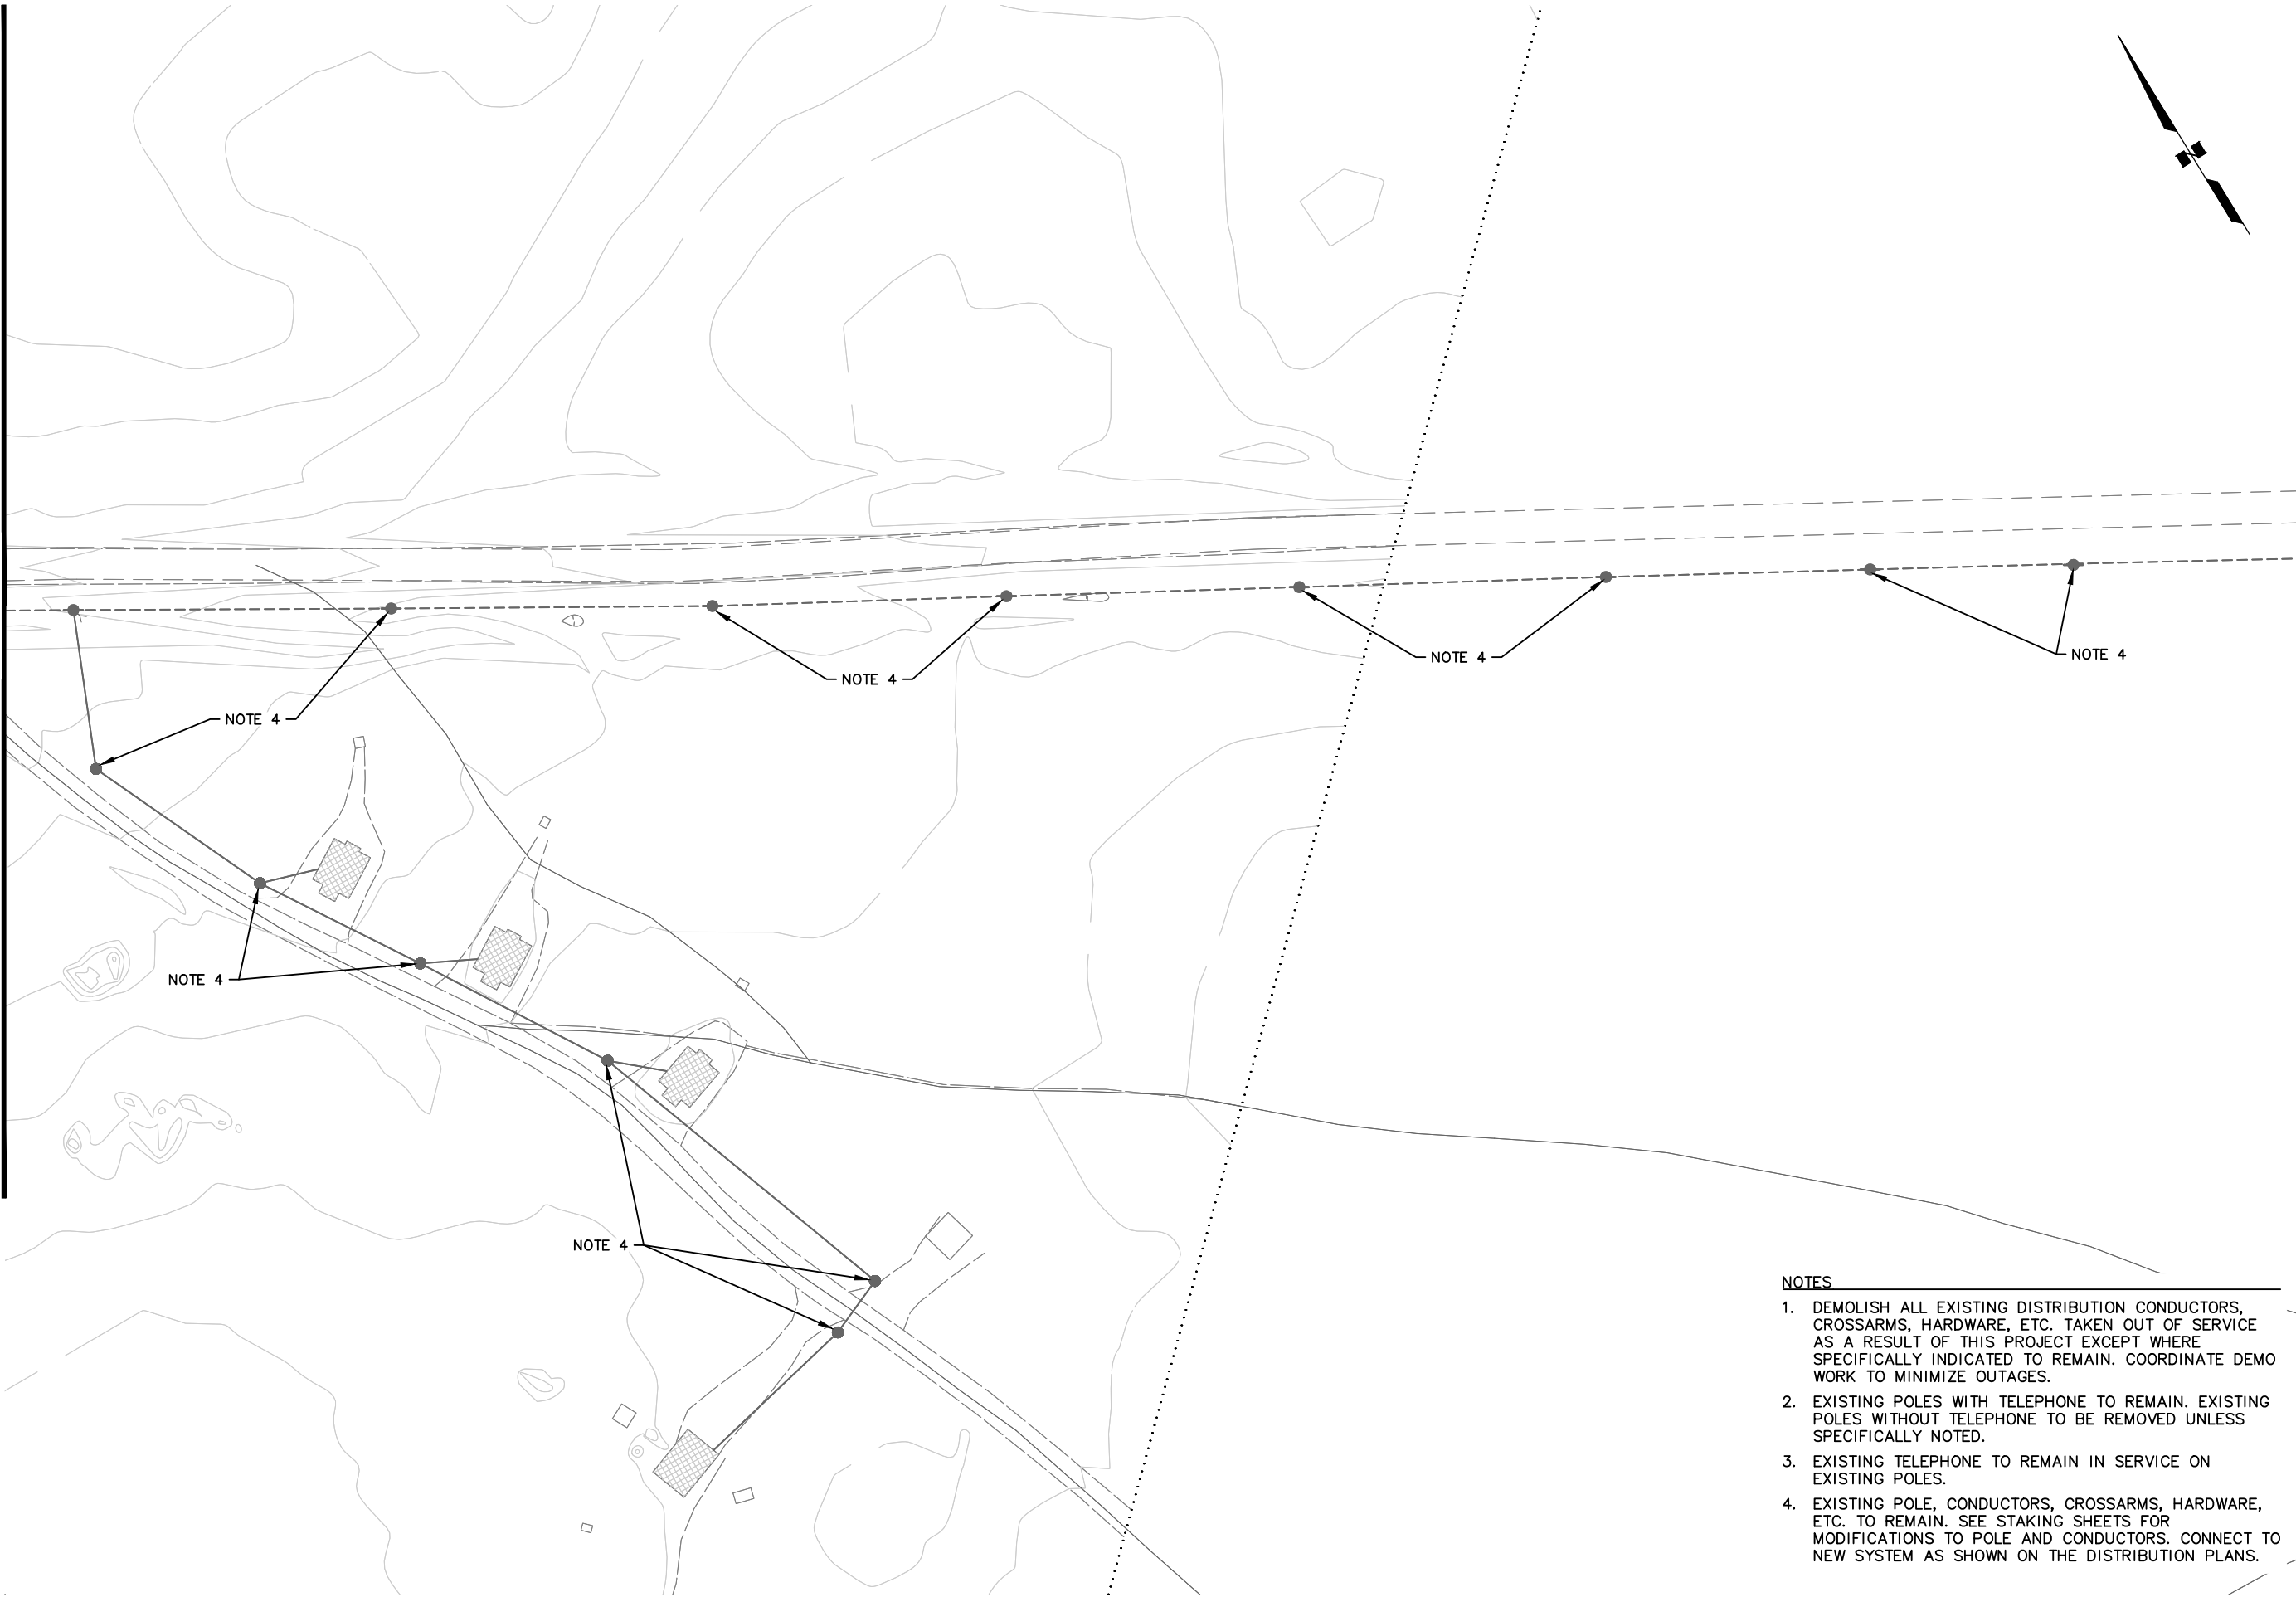 N
NOTE 4
NOTE 4
NOTE 4
NOTE 4
NOTE 4
NOTE 4
NOTES
1. DEMOLISH ALL EXISTING DISTRIBUTION CONDUCTORS,
CROSSARMS, HARDWARE, ETC. TAKEN OUT OF SERVICE
AS A RESULT OF THIS PROJECT EXCEPT WHERE
SPECIFICALLY INDICATED TO REMAIN. COORDINATE DEMO
WORK TO MINIMIZE OUTAGES.
2. EXISTING POLES WITH TELEPHONE TO REMAIN. EXISTING
POLES WITHOUT TELEPHONE TO BE REMOVED UNLESS
SPECIFICALLY NOTED.
3. EXISTING TELEPHONE TO REMAIN IN SERVICE ON
EXISTING POLES.
4. EXISTING POLE, CONDUCTORS, CROSSARMS, HARDWARE,
ETC. TO REMAIN. SEE STAKING SHEETS FOR
MODIFICATIONS TO POLE AND CONDUCTORS. CONNECT TO
NEW SYSTEM AS SHOWN ON THE DISTRIBUTION PLANS.